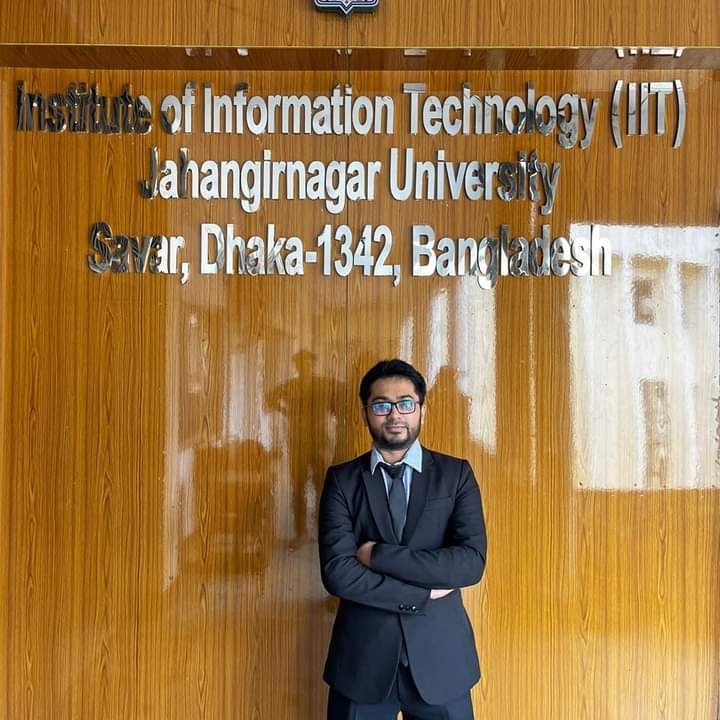 Institute of Information Technology (IIT)
Jahangirnagar University
Savar, Dhaka-1342, Bangladesh